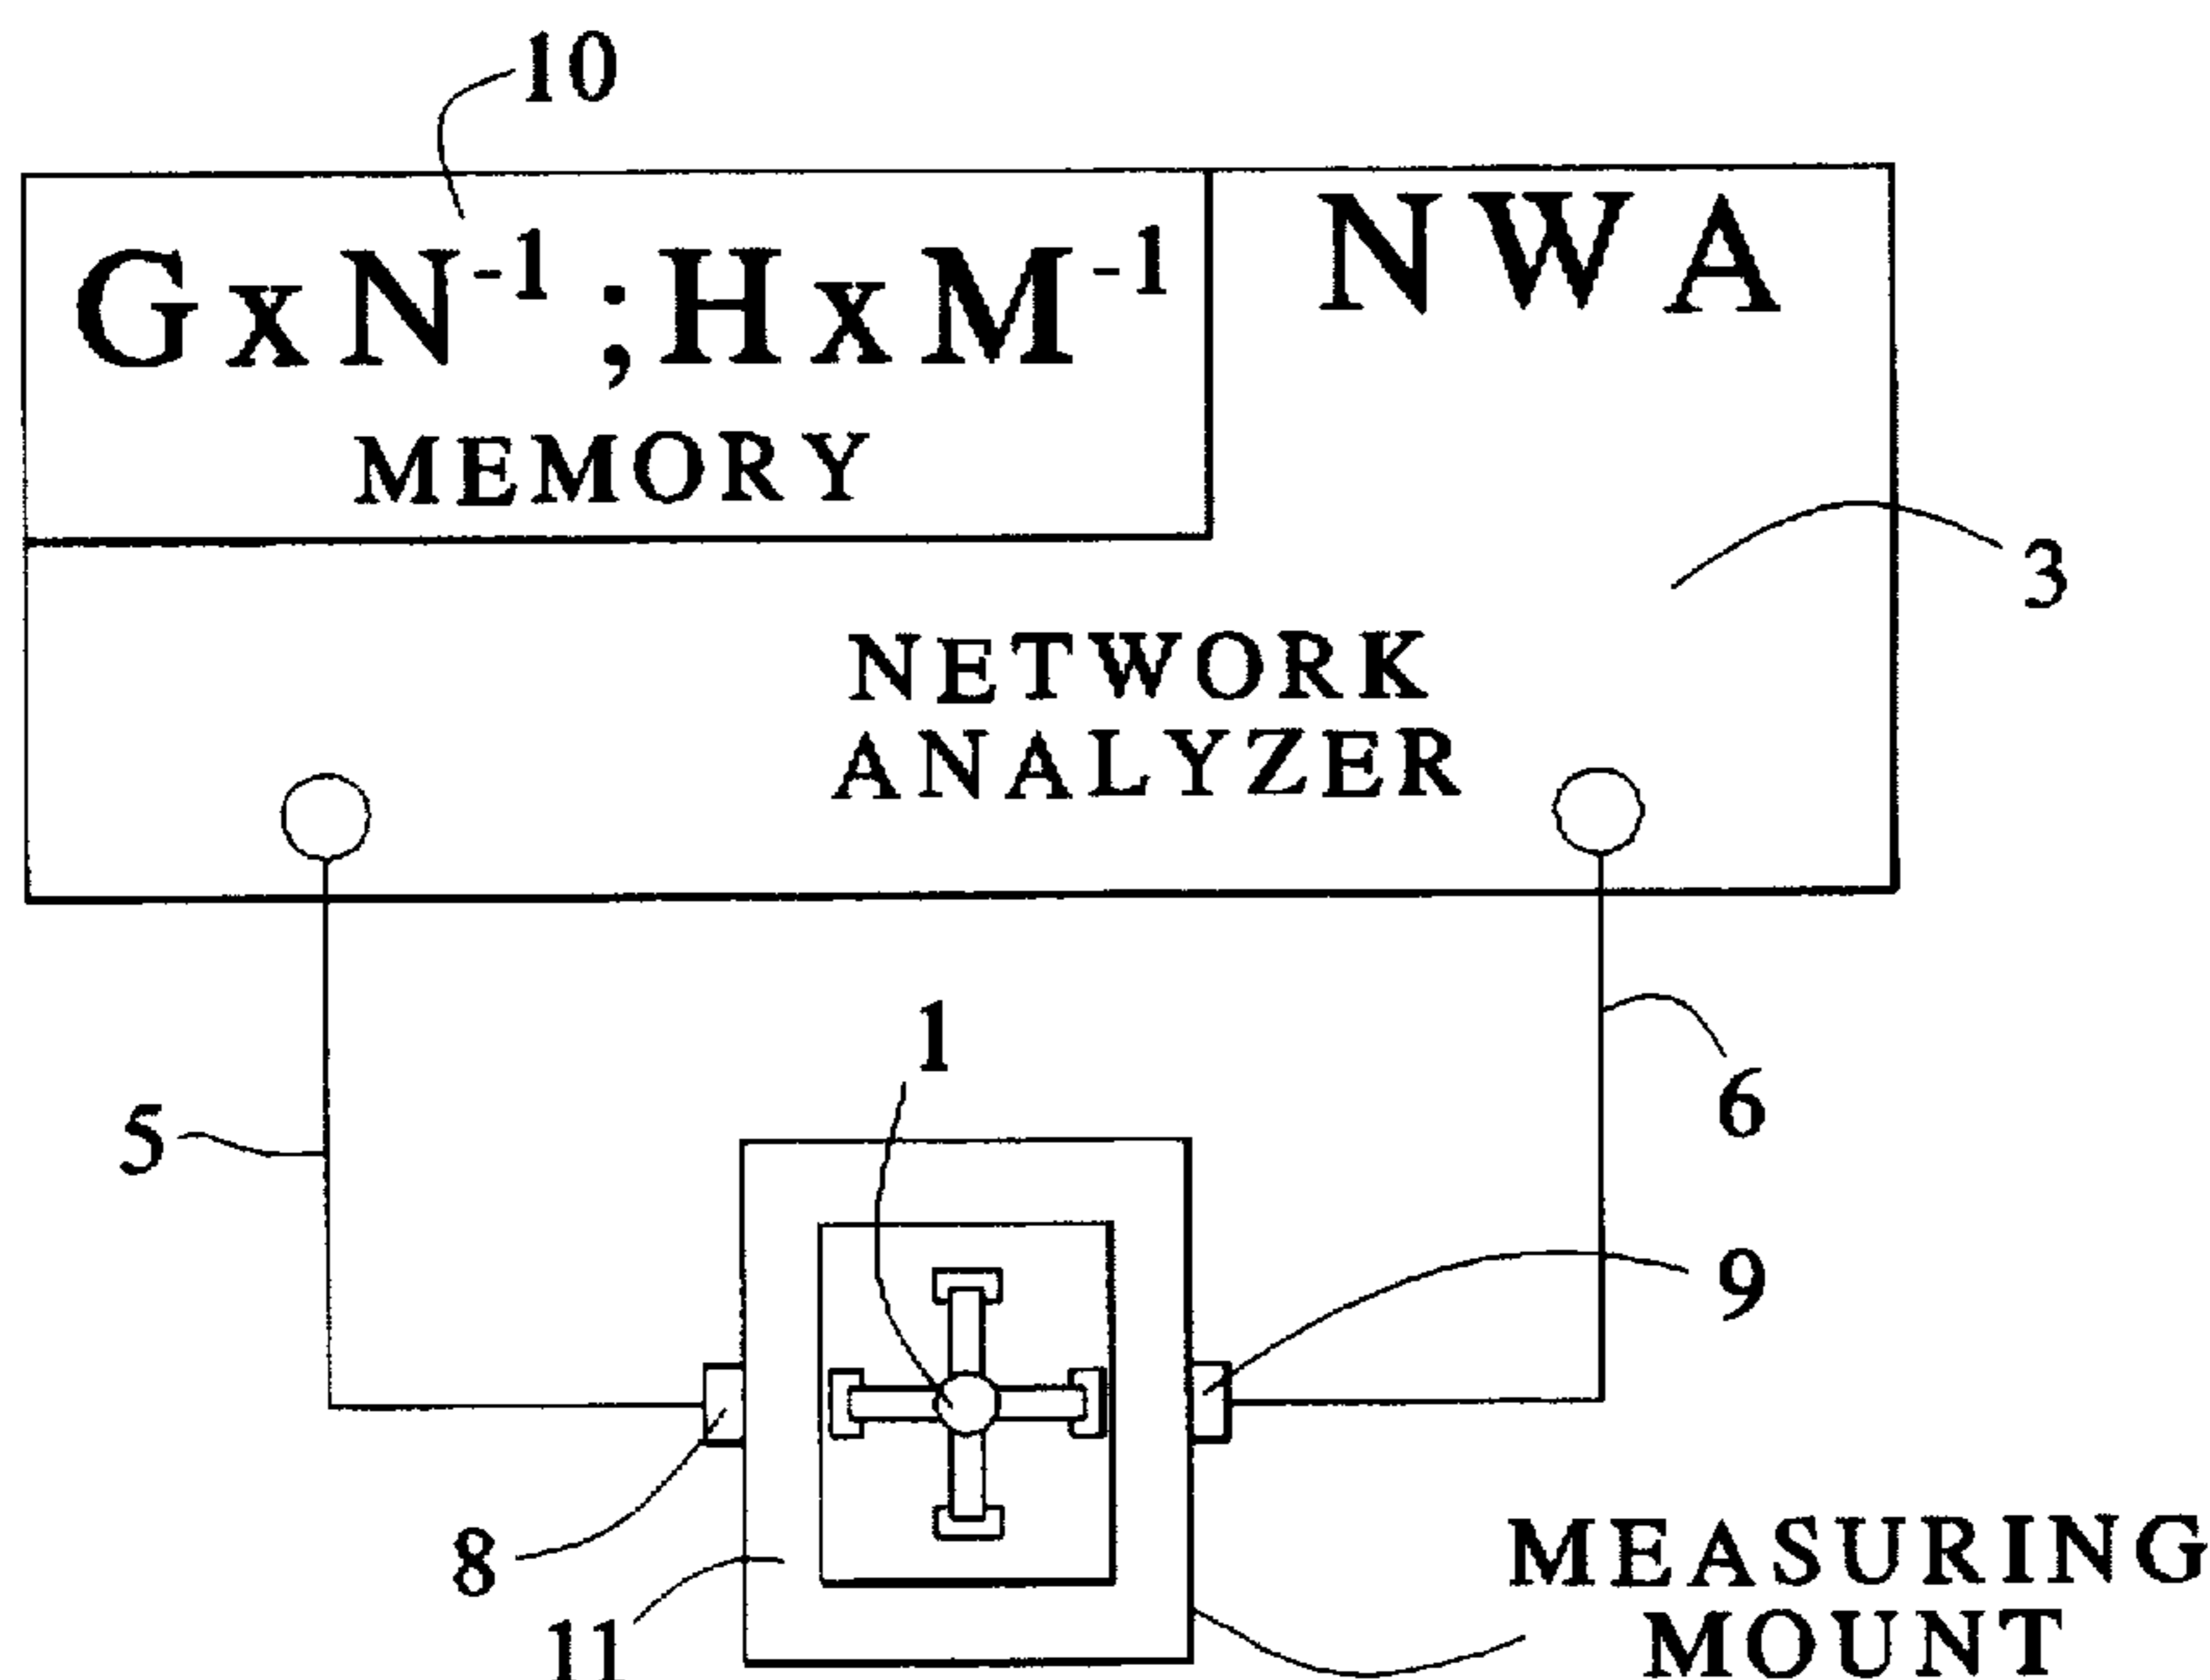 10
GxN⁻¹;HxM⁻¹
NWA
MEMORY
3
NETWORK
ANALYZER
1
6
5
9
8
11
MEASURING
MOUNT